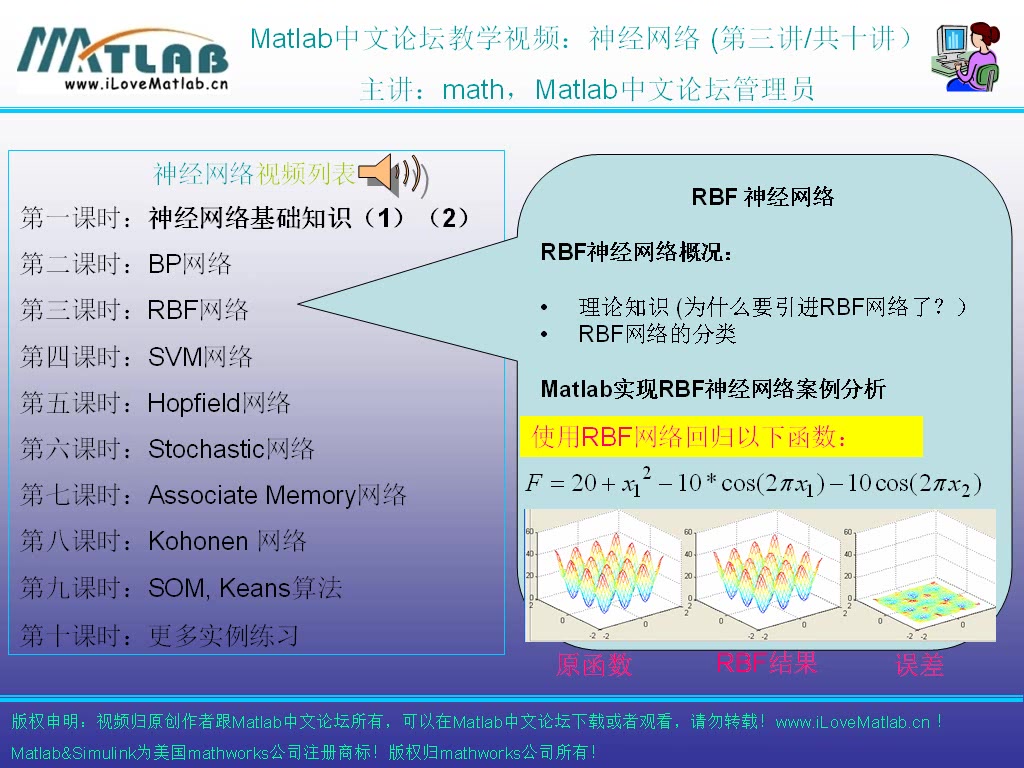 MATLAB
www.iLoveMatlab.cn
Matlab中文论坛教学视频：神经网络 (第三讲/共十讲）
主讲：math，Matlab中文论坛管理员
神经网络视频列表
第一课时：神经网络基础知识（1）（2）
第二课时：BP网络
第三课时：RBF网络
第四课时：SVM网络
第五课时：Hopfield网络
第六课时：Stochastic网络
第七课时：Associate Memory网络
第八课时：Kohonen 网络
第九课时：SOM, Keans算法
第十课时：更多实例练习
RBF 神经网络
RBF神经网络概况：
• 理论知识 (为什么要引进RBF网络了？）
• RBF网络的分类
Matlab实现RBF神经网络案例分析
使用RBF网络回归以下函数：
F = 20 + x₁² − 10 * cos(2πx₁) − 10 cos(2πx₂)
60 40 20 0 2 0 -2 -2 0
60 40 20 0 2 0 -2 -2 0
60 40 20 0 2 0 -2 -2 0
原函数 RBF结果 误差
版权申明：视频归原创作者跟Matlab中文论坛所有，可以在Matlab中文论坛下载或者观看，请勿转载！www.iLoveMatlab.cn！
Matlab&Simulink为美国mathworks公司注册商标！版权归mathworks公司所有！